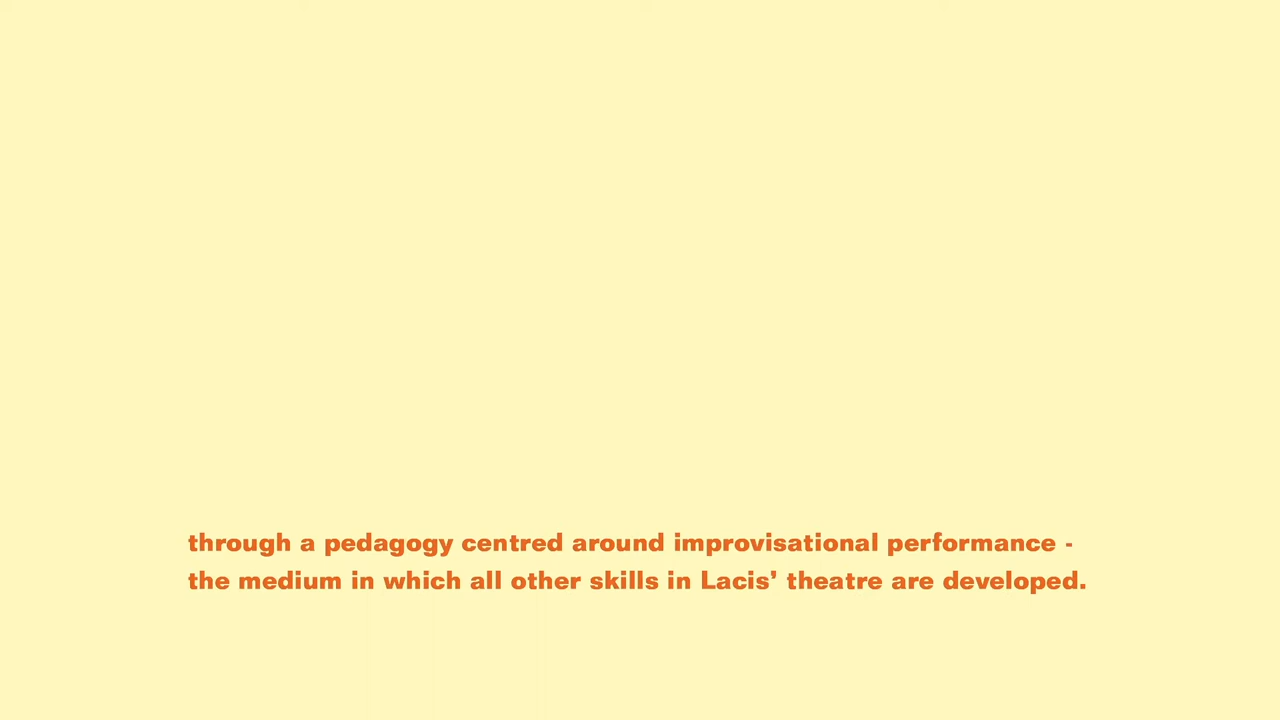 through a pedagogy centred around improvisational performance -
the medium in which all other skills in Lacis’ theatre are developed.